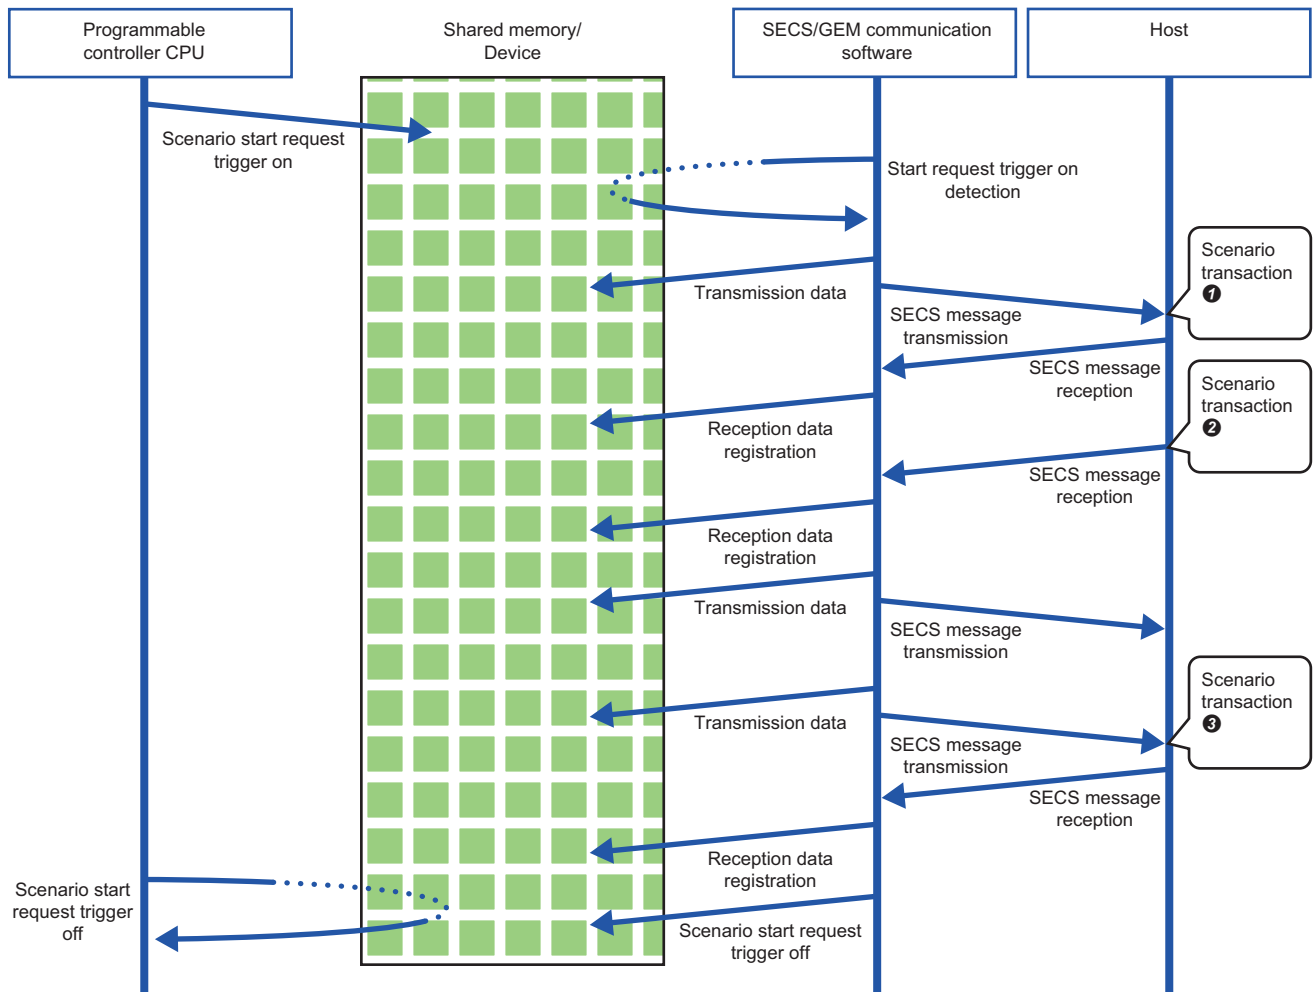 Programmable
controller CPU
Shared memory/
Device
SECS/GEM communication
software
Host
Scenario start request
trigger on
Start request trigger on
detection
Scenario
transaction
❶
Transmission data
SECS message
transmission
SECS message
reception
Scenario
transaction
❷
Reception data
registration
SECS message
reception
Reception data
registration
Transmission data
SECS message
transmission
Scenario
transaction
❸
Transmission data
SECS message
transmission
SECS message
reception
Reception data
registration
Scenario start
request trigger
off
Scenario start request
trigger off